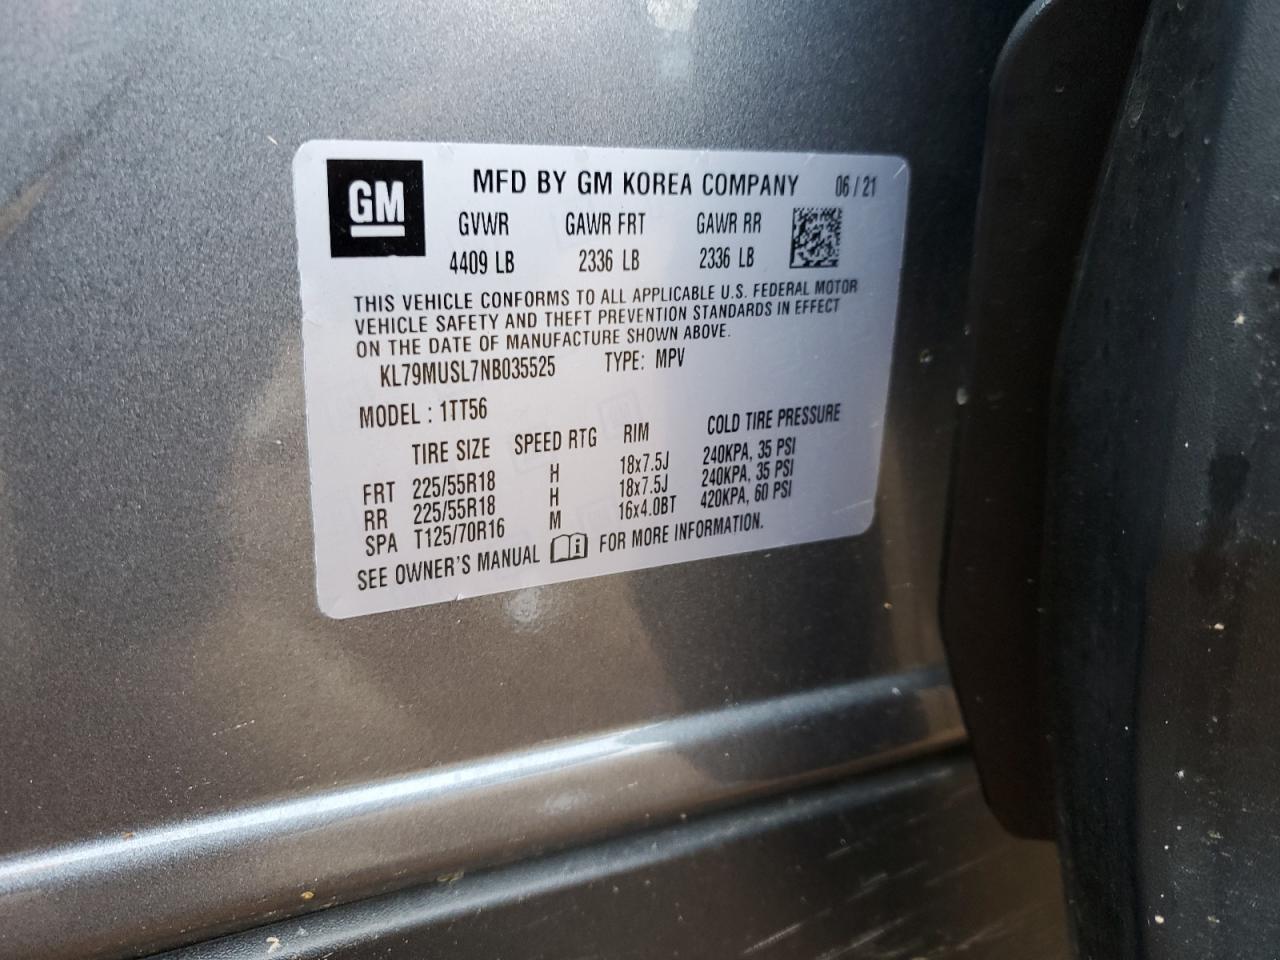 GM
MFD BY GM KOREA COMPANY 06 / 21
GVWR GAWR FRT GAWR RR
4409 LB 2336 LB 2336 LB
THIS VEHICLE CONFORMS TO ALL APPLICABLE U.S. FEDERAL MOTOR
VEHICLE SAFETY AND THEFT PREVENTION STANDARDS IN EFFECT
ON THE DATE OF MANUFACTURE SHOWN ABOVE.
KL79MUSL7NB035525 TYPE: MPV
MODEL : 1TT56
TIRE SIZE SPEED RTG RIM COLD TIRE PRESSURE
FRT 225/55R18 H 18x7.5J 240KPA, 35 PSI
RR 225/55R18 H 18x7.5J 240KPA, 35 PSI
SPA T125/70R16 M 16x4.0BT 420KPA, 60 PSI
SEE OWNER'S MANUAL FOR MORE INFORMATION.